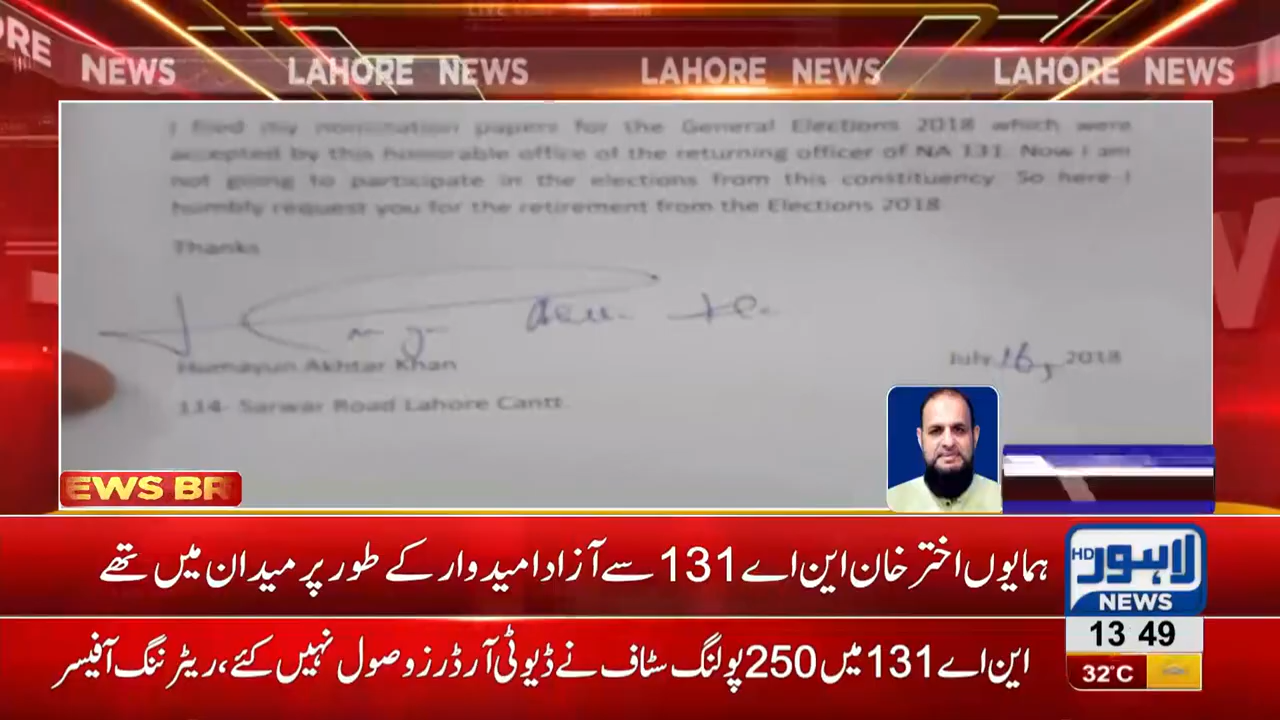 ORE NEWS LAHORE NEWS LAHORE NEWS LAHORE NEWS
I filed my nomination papers for the General Elections 2018 which were
accepted by this honorable office of the returning officer of NA 131. Now I am
not going to participate in the elections from this constituency. So here I
humbly request you for the retirement from the Elections 2018
Thanks
Humayun Akhtar Khan
July 16, 2018
114- Sarwar Road Lahore Cantt.
EWS BR
ہمایوں اختر خان این اے 131 سے آزاد امیدوار کے طور پر میدان میں تھے
HD لاہور
NEWS
13 49
این اے 131 میں 250 پولنگ سٹاف نے ڈیوٹی آرڈرز وصول نہیں کئے، ریٹرننگ آفیسر
32°C